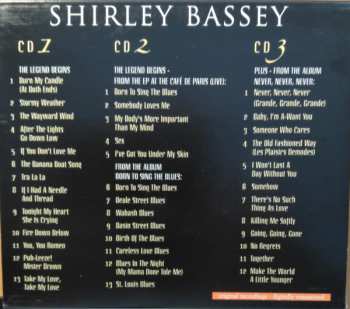 SHIRLEY BASSEY
CD 1
THE LEGEND BEGINS
1 Burn My Candle
(At Both Ends)
2 Stormy Weather
3 The Wayward Wind
4 After The Lights
Go Down Low
5 If You Don't Love Me
6 The Banana Boat Song
7 Tra La La
8 If I Had A Needle
And Thread
9 Tonight My Heart
She Is Crying
10 Fire Down Below
11 You, You Romeo
12 Puh-Leeze!
Mister Brown
13 Take My Love,
Take My Love
CD 2
THE LEGEND BEGINS -
FROM THE EP AT THE CAFÉ DE PARIS (LIVE):
1 Born To Sing The Blues
2 Somebody Loves Me
3 My Body's More Important
Than My Mind
4 Sex
5 I've Got You Under My Skin
FROM THE ALBUM
BORN TO SING THE BLUES:
6 Born To Sing The Blues
7 Beale Street Blues
8 Wabash Blues
9 Basin Street Blues
10 Birth Of The Blues
11 Careless Love Blues
12 Blues In The Night
(My Mama Done Tole Me)
13 St. Louis Blues
CD 3
PLUS - FROM THE ALBUM
NEVER, NEVER, NEVER:
1 Never, Never, Never
(Grande, Grande, Grande)
2 Baby, I'm A-Want You
3 Someone Who Cares
4 The Old Fashioned Way
(Les Plaisirs Demodes)
5 I Won't Last A
Day Without You
6 Somehow
7 There's No Such
Thing As Love
8 Killing Me Softly
9 Going, Going, Gone
10 No Regrets
11 Together
12 Make The World
A Little Younger
original recordings - digitally remastered